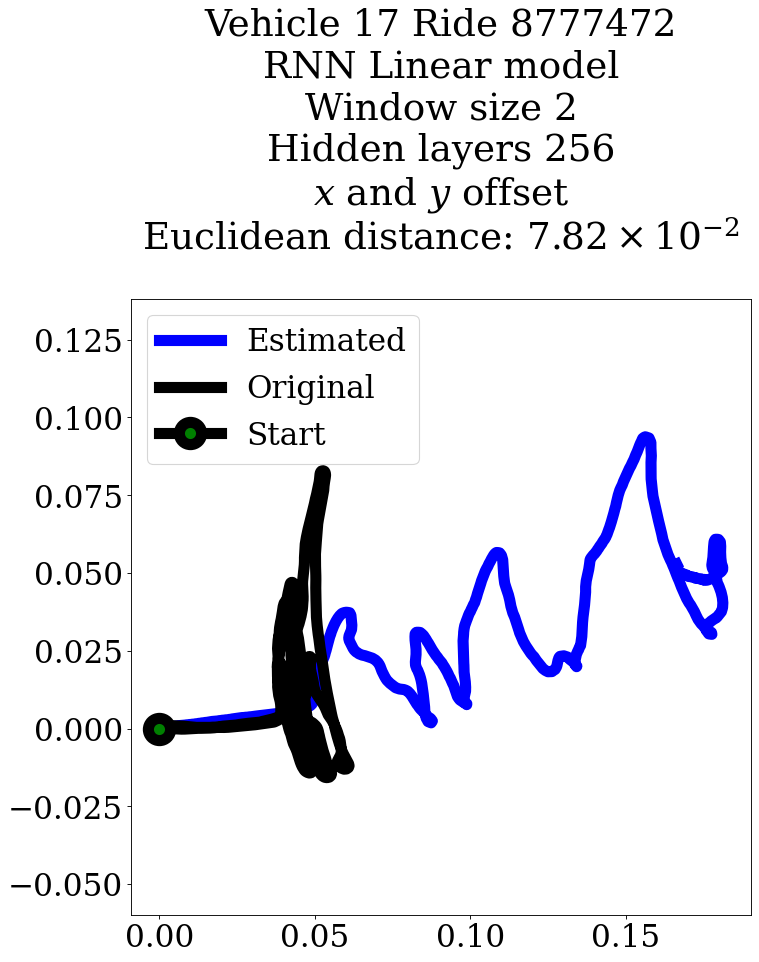 Vehicle 17 Ride 8777472
RNN Linear model
Window size 2
Hidden layers 256
x and y offset
Euclidean distance: 7.82 × 10⁻²
Estimated
Original
Start
0.125
0.100
0.075
0.050
0.025
0.000
−0.025
−0.050
0.00 0.05 0.10 0.15